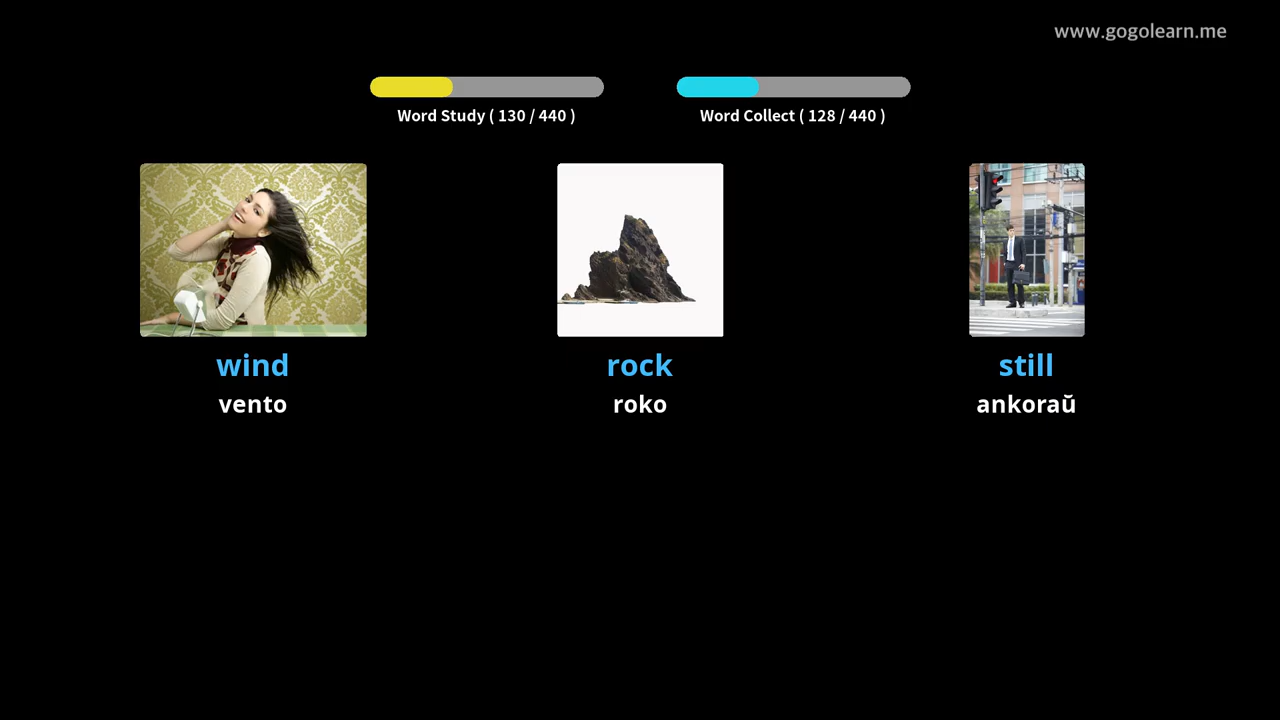 www.gogolearn.me
Word Study ( 130 / 440 )
Word Collect ( 128 / 440 )
wind
rock
still
vento
roko
ankoraŭ